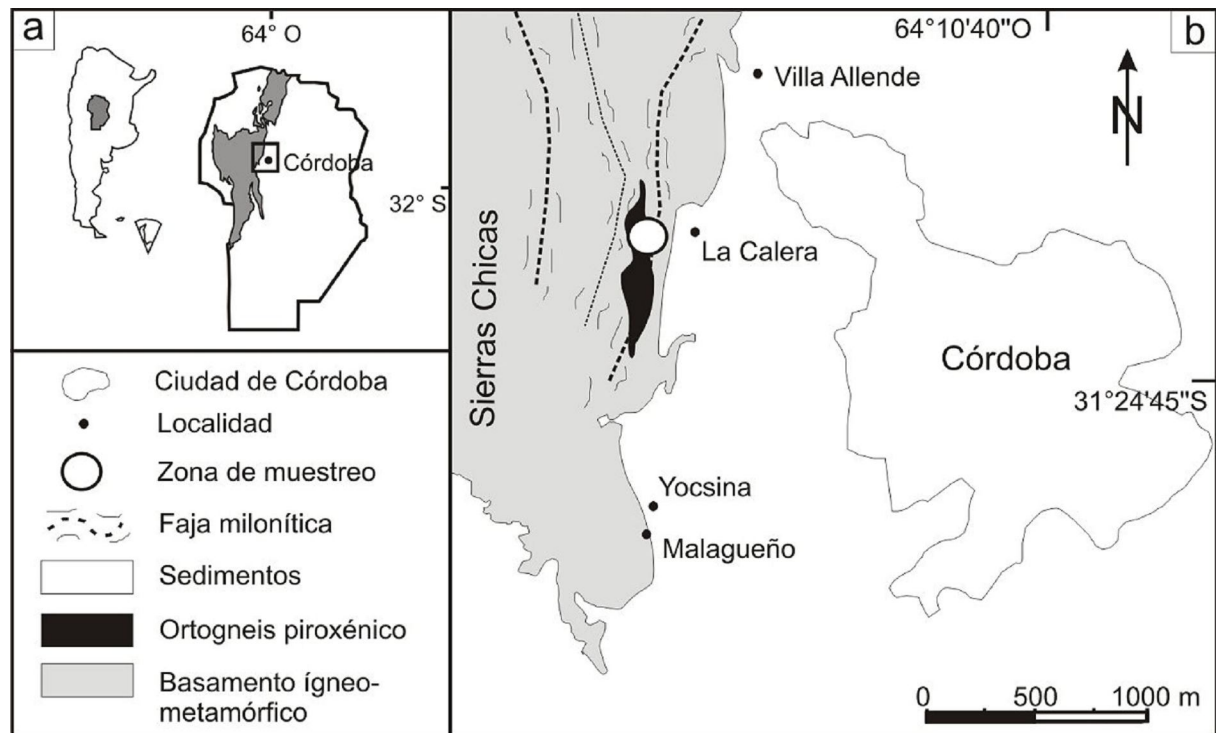 a
64° O
Córdoba
32° S
Ciudad de Córdoba
Localidad
Zona de muestreo
Faja milonítica
Sedimentos
Ortogneis piroxénico
Basamento ígneo-
metamórfico
b
64°10'40"O
N
Villa Allende
La Calera
Sierras Chicas
Córdoba
31°24'45"S
Yocsina
Malagueño
0 500 1000 m